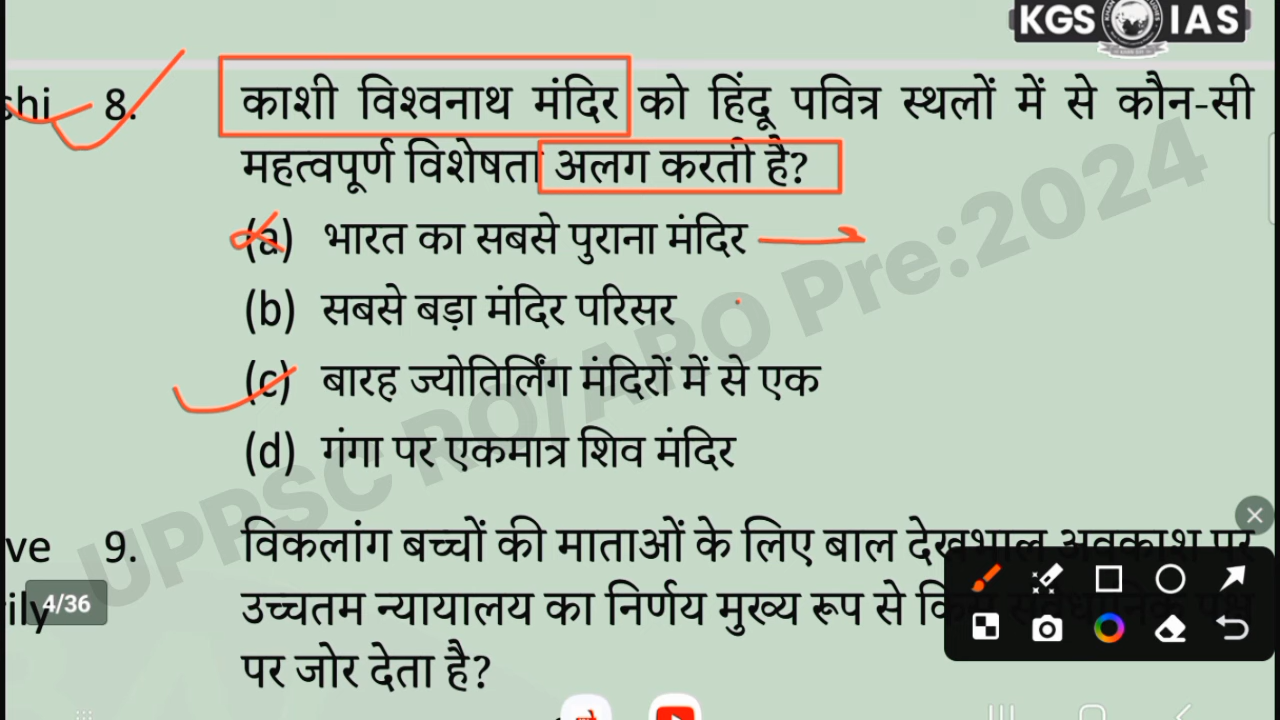 KGS IAS
shi 8. काशी विश्वनाथ मंदिर को हिंदू पवित्र स्थलों में से कौन-सी
महत्वपूर्ण विशेषता अलग करती है?
(a) भारत का सबसे पुराना मंदिर
(b) सबसे बड़ा मंदिर परिसर
(c) बारह ज्योतिर्लिंग मंदिरों में से एक
(d) गंगा पर एकमात्र शिव मंदिर
UPPSC RO/ARO Pre:2024
ve 9. विकलांग बच्चों की माताओं के लिए बाल देखभाल अवकाश पर
ily 4/36 उच्चतम न्यायालय का निर्णय मुख्य रूप से किस संवैधानिक पक्ष
पर जोर देता है?